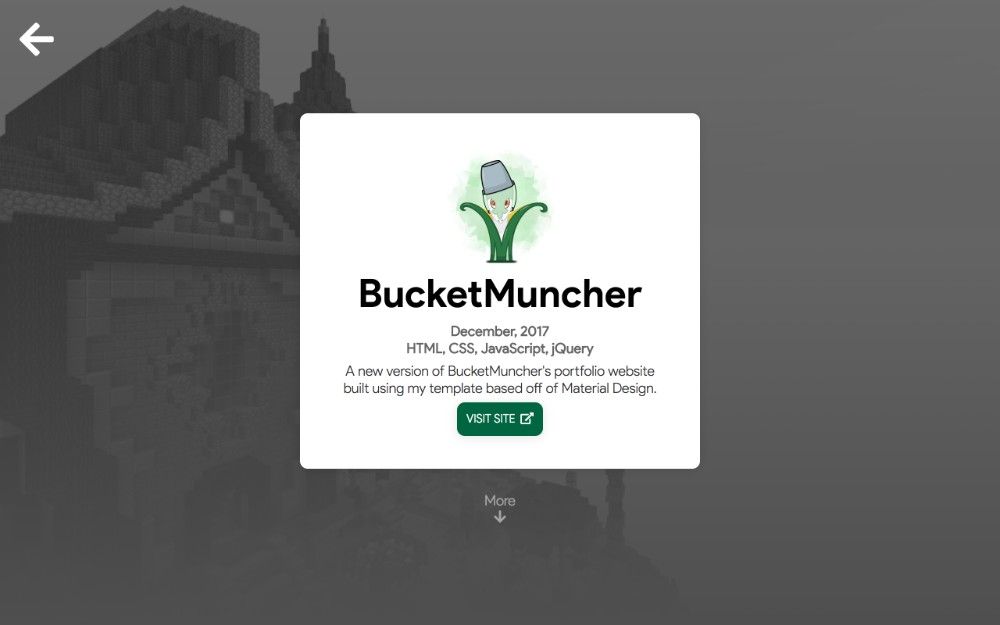 BucketMuncher
December, 2017
HTML, CSS, JavaScript, jQuery
A new version of BucketMuncher's portfolio website
built using my template based off of Material Design.
VISIT SITE
More